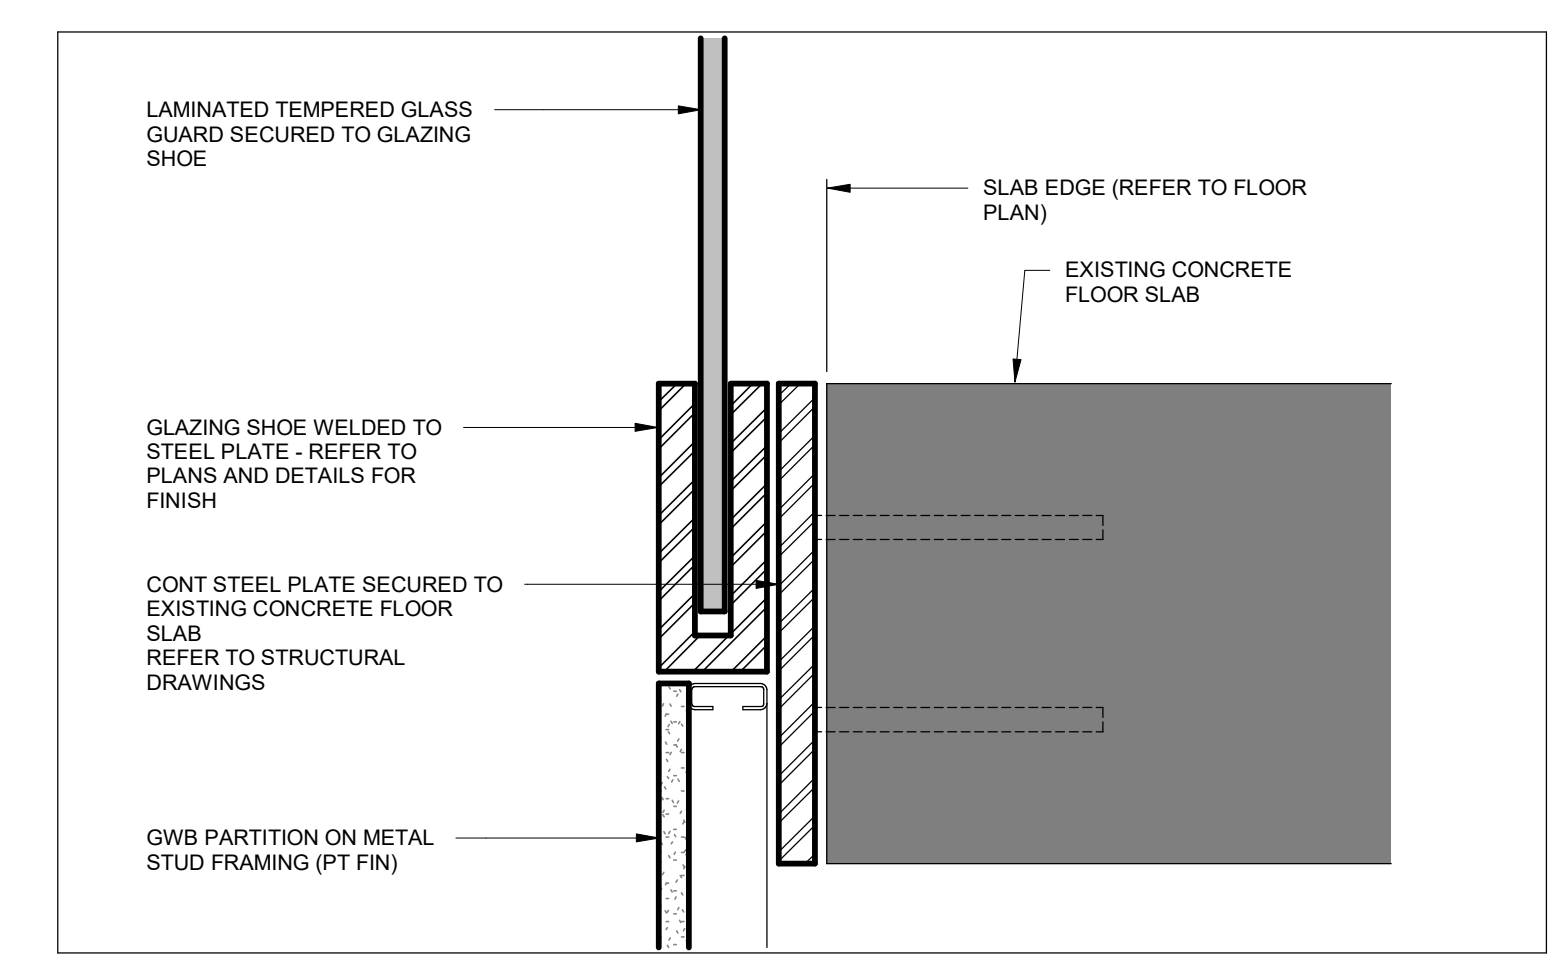 LAMINATED TEMPERED GLASS
GUARD SECURED TO GLAZING
SHOE
SLAB EDGE (REFER TO FLOOR
PLAN)
EXISTING CONCRETE
FLOOR SLAB
GLAZING SHOE WELDED TO
STEEL PLATE - REFER TO
PLANS AND DETAILS FOR
FINISH
CONT STEEL PLATE SECURED TO
EXISTING CONCRETE FLOOR
SLAB
REFER TO STRUCTURAL
DRAWINGS
GWB PARTITION ON METAL
STUD FRAMING (PT FIN)